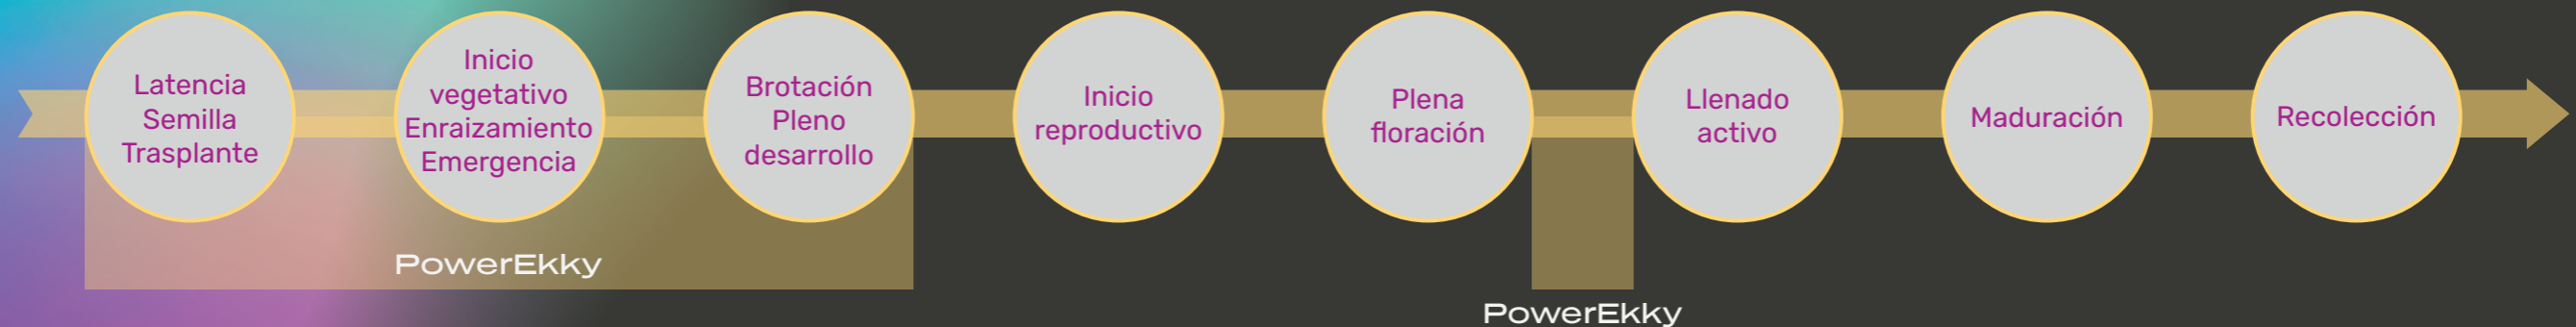 Latencia
Semilla
Trasplante
Inicio
vegetativo
Enraizamiento
Emergencia
Brotación
Pleno
desarrollo
Inicio
reproductivo
Plena
floración
Llenado
activo
Maduración
Recolección
PowerEkky
PowerEkky